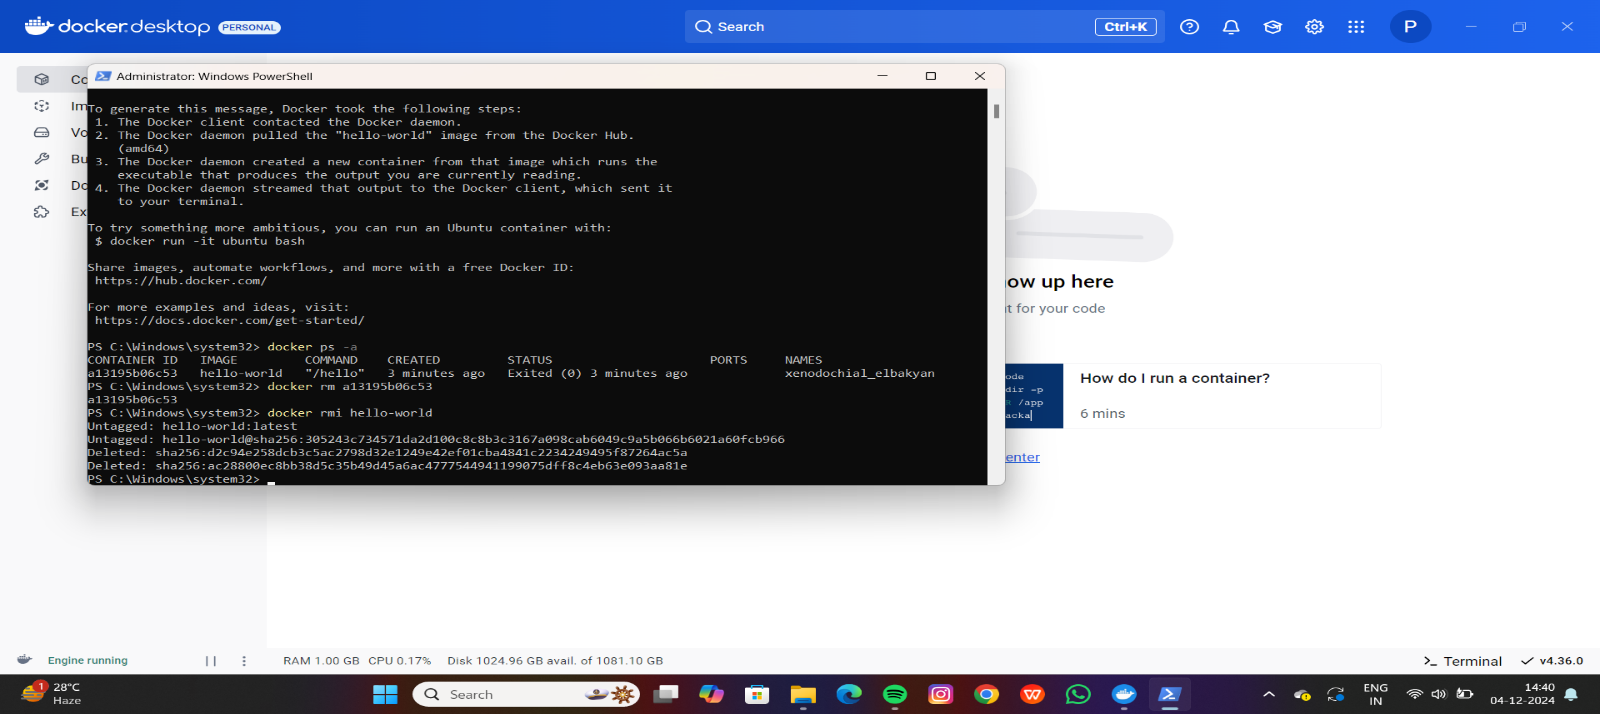 docker desktop PERSONAL
Search Ctrl+K
P
Co
Im
Vo
Bu
Do
Ex
Administrator: Windows PowerShell
To generate this message, Docker took the following steps:
1. The Docker client contacted the Docker daemon.
2. The Docker daemon pulled the "hello-world" image from the Docker Hub.
(amd64)
3. The Docker daemon created a new container from that image which runs the
executable that produces the output you are currently reading.
4. The Docker daemon streamed that output to the Docker client, which sent it
to your terminal.
To try something more ambitious, you can run an Ubuntu container with:
$ docker run -it ubuntu bash
Share images, automate workflows, and more with a free Docker ID:
https://hub.docker.com/
For more examples and ideas, visit:
https://docs.docker.com/get-started/
PS C:\Windows\system32> docker ps -a
CONTAINER ID IMAGE COMMAND CREATED STATUS PORTS NAMES
a13195b06c53 hello-world "/hello" 3 minutes ago Exited (0) 3 minutes ago xenodochial_elbakyan
PS C:\Windows\system32> docker rm a13195b06c53
a13195b06c53
PS C:\Windows\system32> docker rmi hello-world
Untagged: hello-world:latest
Untagged: hello-world@sha256:305243c734571da2d100c8c8b3c3167a098cab6049c9a5b066b6021a60fcb966
Deleted: sha256:d2c94e258dcb3c5ac2798d32e1249e42ef01cba4841c2234249495f87264ac5a
Deleted: sha256:ac28800ec8bb38d5c35b49d45a6ac4777544941199075dff8c4eb63e093aa81e
PS C:\Windows\system32>
ow up here
t for your code
ode
dir -p
R /app
acka
How do I run a container?
6 mins
enter
Engine running
RAM 1.00 GB CPU 0.17% Disk 1024.96 GB avail. of 1081.10 GB
>_ Terminal v4.36.0
1
28°C
Haze
Search
ENG
IN
14:40
04-12-2024